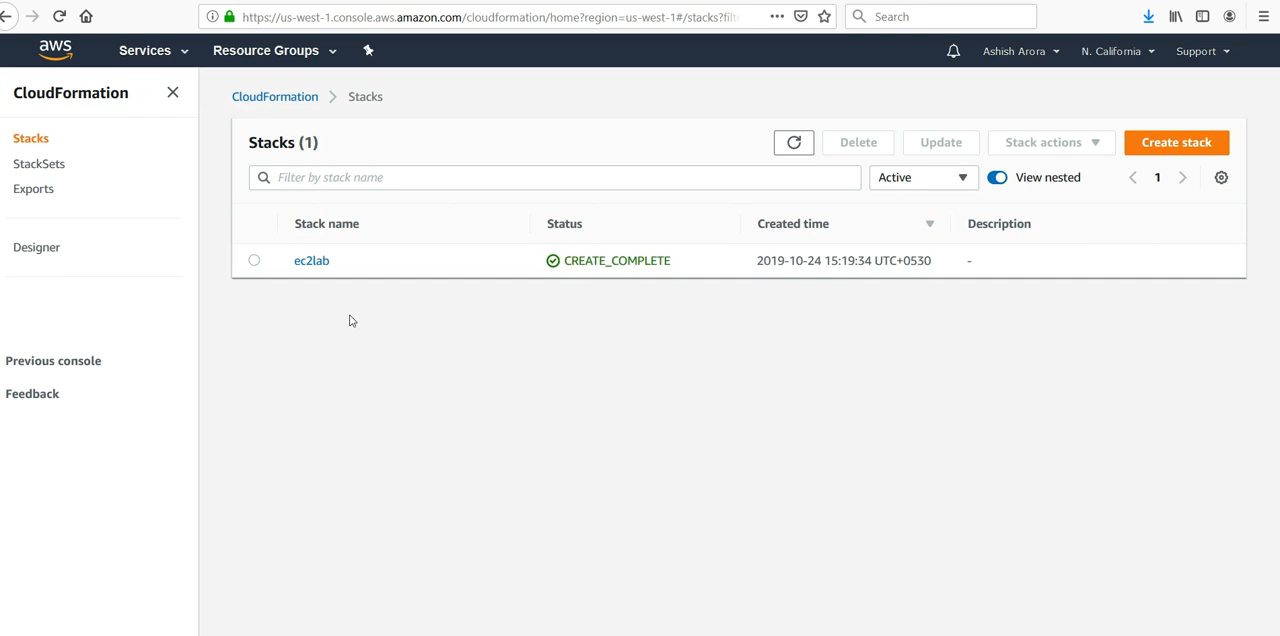 https://us-west-1.console.aws.amazon.com/cloudformation/home?region=us-west-1#/stacks?filt
Search
aws
Services
Resource Groups
Ashish Arora
N. California
Support
CloudFormation
Stacks
StackSets
Exports
Designer
Previous console
Feedback
CloudFormation
Stacks
Stacks (1)
Delete
Update
Stack actions
Create stack
Filter by stack name
Active
View nested
1
Stack name Status Created time Description
ec2lab CREATE_COMPLETE 2019-10-24 15:19:34 UTC+0530 -